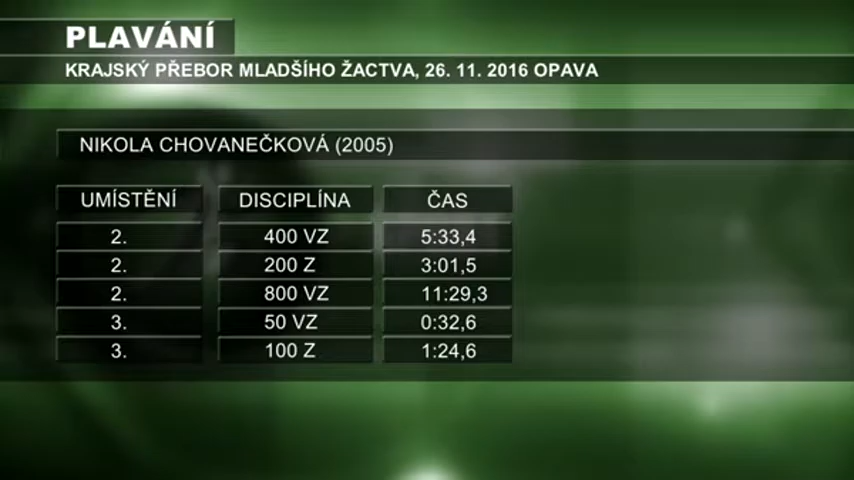 PLAVÁNÍ
KRAJSKÝ PŘEBOR MLADŠÍHO ŽACTVA, 26. 11. 2016 OPAVA
NIKOLA CHOVANEČKOVÁ (2005)
UMÍSTĚNÍ DISCIPLÍNA ČAS
2. 400 VZ 5:33,4
2. 200 Z 3:01,5
2. 800 VZ 11:29,3
3. 50 VZ 0:32,6
3. 100 Z 1:24,6